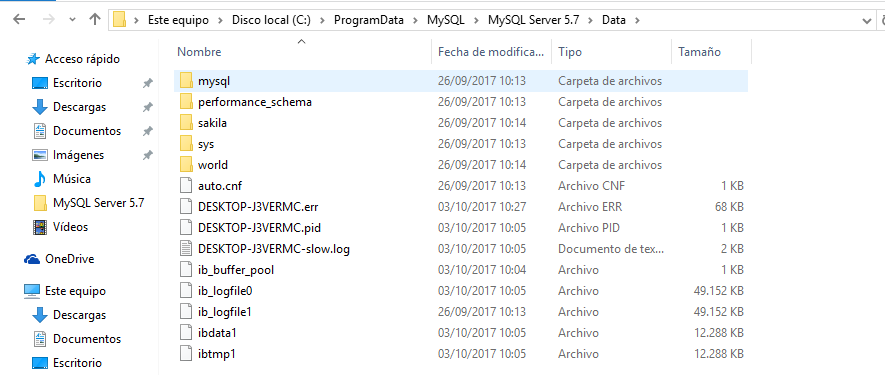 Este equipo > Disco local (C:) > ProgramData > MySQL > MySQL Server 5.7 > Data >
Nombre Fecha de modifica... Tipo Tamaño
Acceso rápido
Escritorio
Descargas
Documentos
Imágenes
Música
MySQL Server 5.7
Vídeos
OneDrive
Este equipo
Descargas
Documentos
Escritorio
mysql 26/09/2017 10:13 Carpeta de archivos
performance_schema 26/09/2017 10:13 Carpeta de archivos
sakila 26/09/2017 10:14 Carpeta de archivos
sys 26/09/2017 10:13 Carpeta de archivos
world 26/09/2017 10:14 Carpeta de archivos
auto.cnf 26/09/2017 10:13 Archivo CNF 1 KB
DESKTOP-J3VERMC.err 03/10/2017 10:27 Archivo ERR 68 KB
DESKTOP-J3VERMC.pid 03/10/2017 10:05 Archivo PID 1 KB
DESKTOP-J3VERMC-slow.log 03/10/2017 10:05 Documento de tex... 2 KB
ib_buffer_pool 03/10/2017 10:04 Archivo 1 KB
ib_logfile0 03/10/2017 10:05 Archivo 49.152 KB
ib_logfile1 26/09/2017 10:13 Archivo 49.152 KB
ibdata1 03/10/2017 10:05 Archivo 12.288 KB
ibtmp1 03/10/2017 10:05 Archivo 12.288 KB